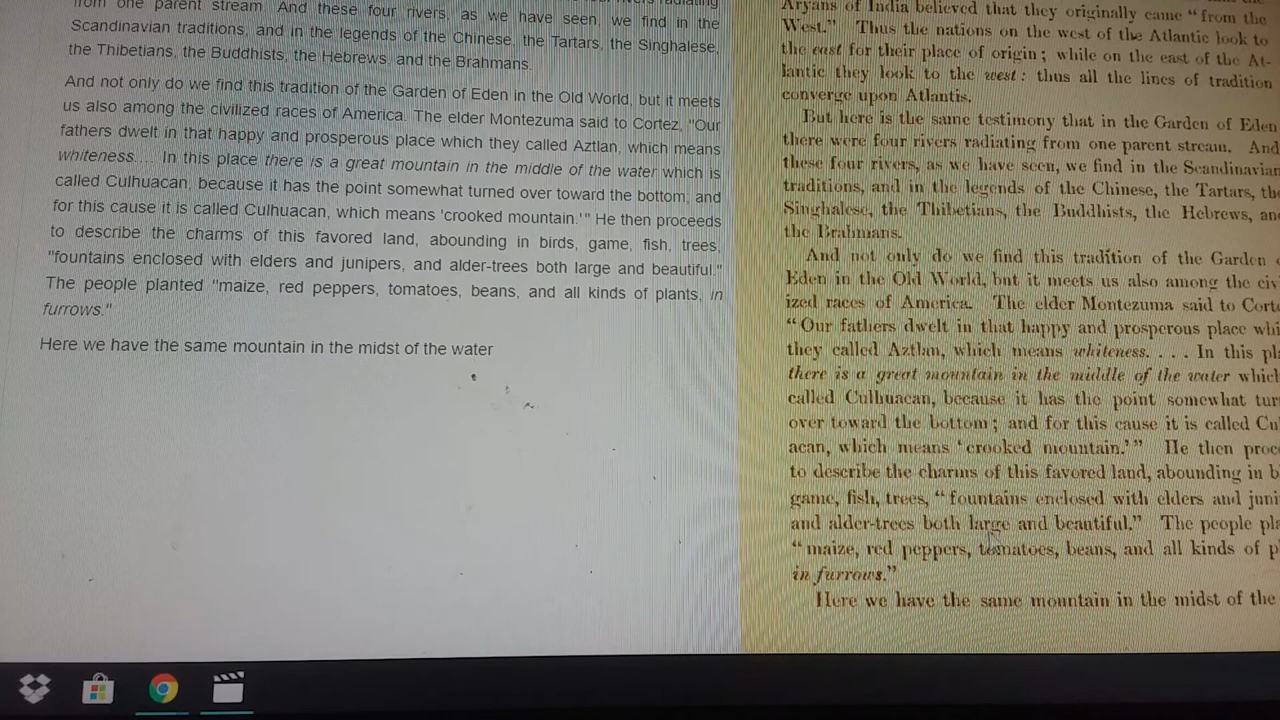 from one parent stream. And these four rivers, as we have seen, we find in the
Scandinavian traditions, and in the legends of the Chinese, the Tartars, the Singhalese,
the Thibetians, the Buddhists, the Hebrews, and the Brahmans.
And not only do we find this tradition of the Garden of Eden in the Old World, but it meets
us also among the civilized races of America. The elder Montezuma said to Cortez, "Our
fathers dwelt in that happy and prosperous place which they called Aztlan, which means
whiteness.... In this place there is a great mountain in the middle of the water which is
called Culhuacan, because it has the point somewhat turned over toward the bottom; and
for this cause it is called Culhuacan, which means 'crooked mountain.'" He then proceeds
to describe the charms of this favored land, abounding in birds, game, fish, trees,
"fountains enclosed with elders and junipers, and alder-trees both large and beautiful."
The people planted "maize, red peppers, tomatoes, beans, and all kinds of plants, in
furrows."
Here we have the same mountain in the midst of the water
Aryans of India believed that they originally came "from the
West." Thus the nations on the west of the Atlantic look to
the east for their place of origin; while on the east of the At-
lantic they look to the west: thus all the lines of tradition
converge upon Atlantis.
But here is the same testimony that in the Garden of Eden
there were four rivers radiating from one parent stream. And
these four rivers, as we have seen, we find in the Scandinavian
traditions, and in the legends of the Chinese, the Tartars, the
Singhalese, the Thibetians, the Buddhists, the Hebrews, and
the Brahmans.
And not only do we find this tradition of the Garden
Eden in the Old World, but it meets us also among the civ
ized races of America. The elder Montezuma said to Corte
"Our fathers dwelt in that happy and prosperous place whi
they called Aztlan, which means whiteness. . . . In this pl
there is a great mountain in the middle of the water which
called Culhuacan, because it has the point somewhat tur
over toward the bottom; and for this cause it is called Cu
acan, which means 'crooked mountain.'" He then proce
to describe the charms of this favored land, abounding in b
game, fish, trees, "fountains enclosed with elders and juni
and alder-trees both large and beautiful." The people pla
"maize, red peppers, tomatoes, beans, and all kinds of p
in furrows."
Here we have the same mountain in the midst of the